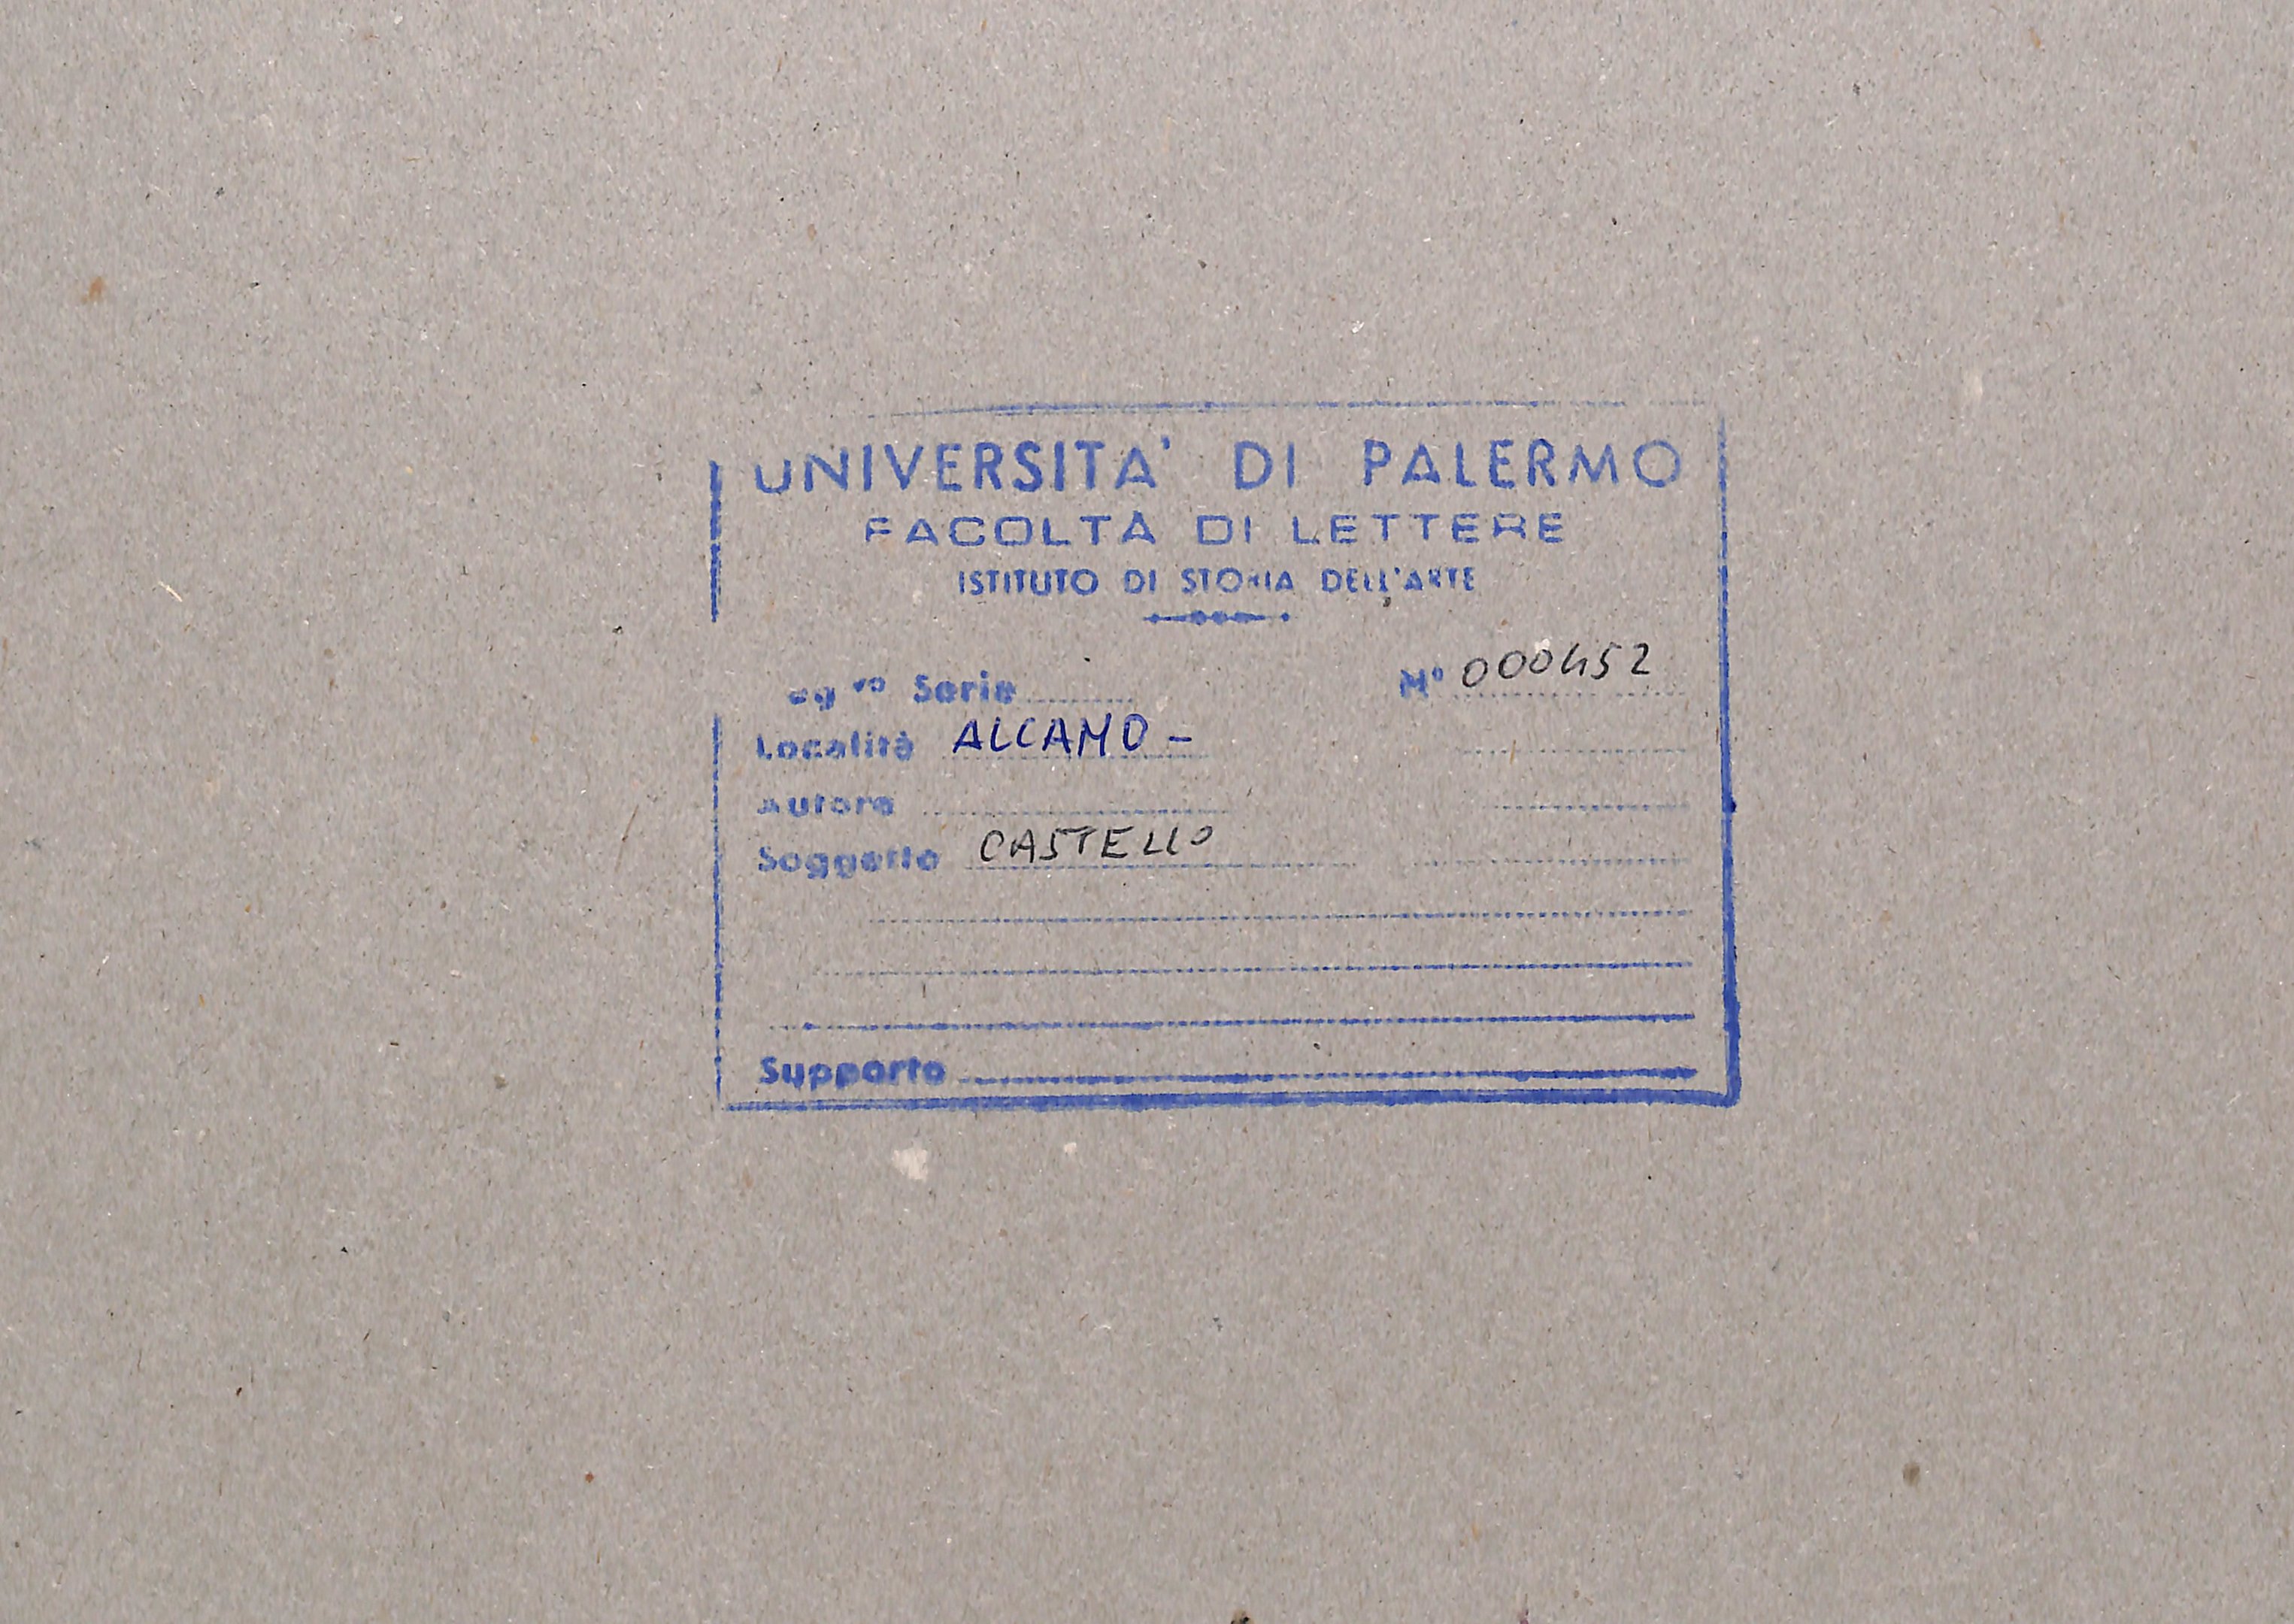 UNIVERSITA' DI PALERMO
FACOLTÀ DI LETTERE
ISTITUTO DI STORIA DELL'ARTE
Serie N° 000452
Località ALCAMO -
Autore
Soggetto CASTELLO
Supporto